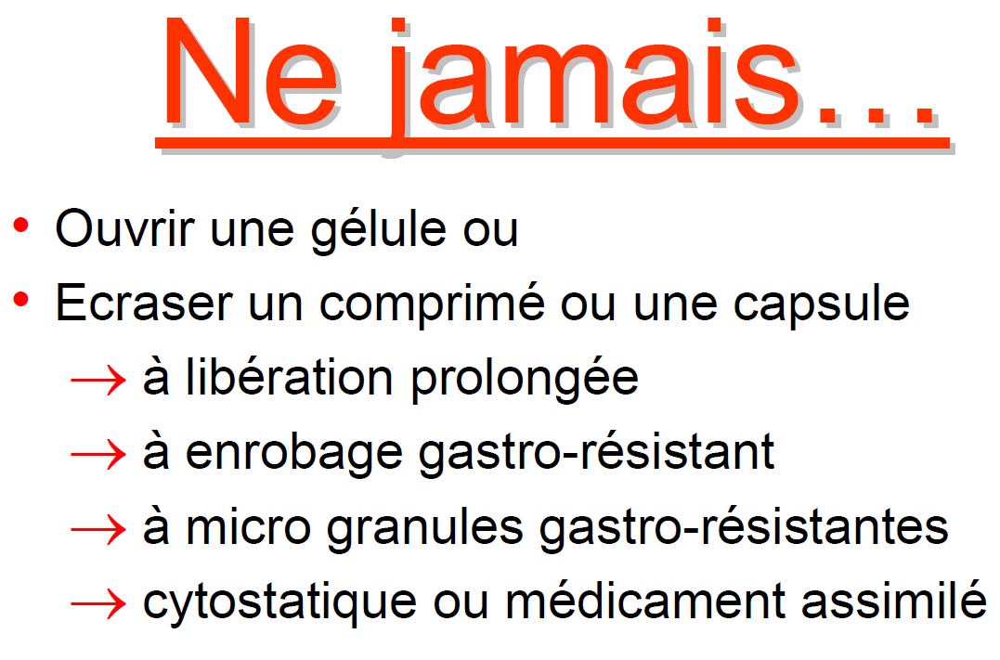 Ne jamais…
• Ouvrir une gélule ou
• Ecraser un comprimé ou une capsule
→ à libération prolongée
→ à enrobage gastro-résistant
→ à micro granules gastro-résistantes
→ cytostatique ou médicament assimilé